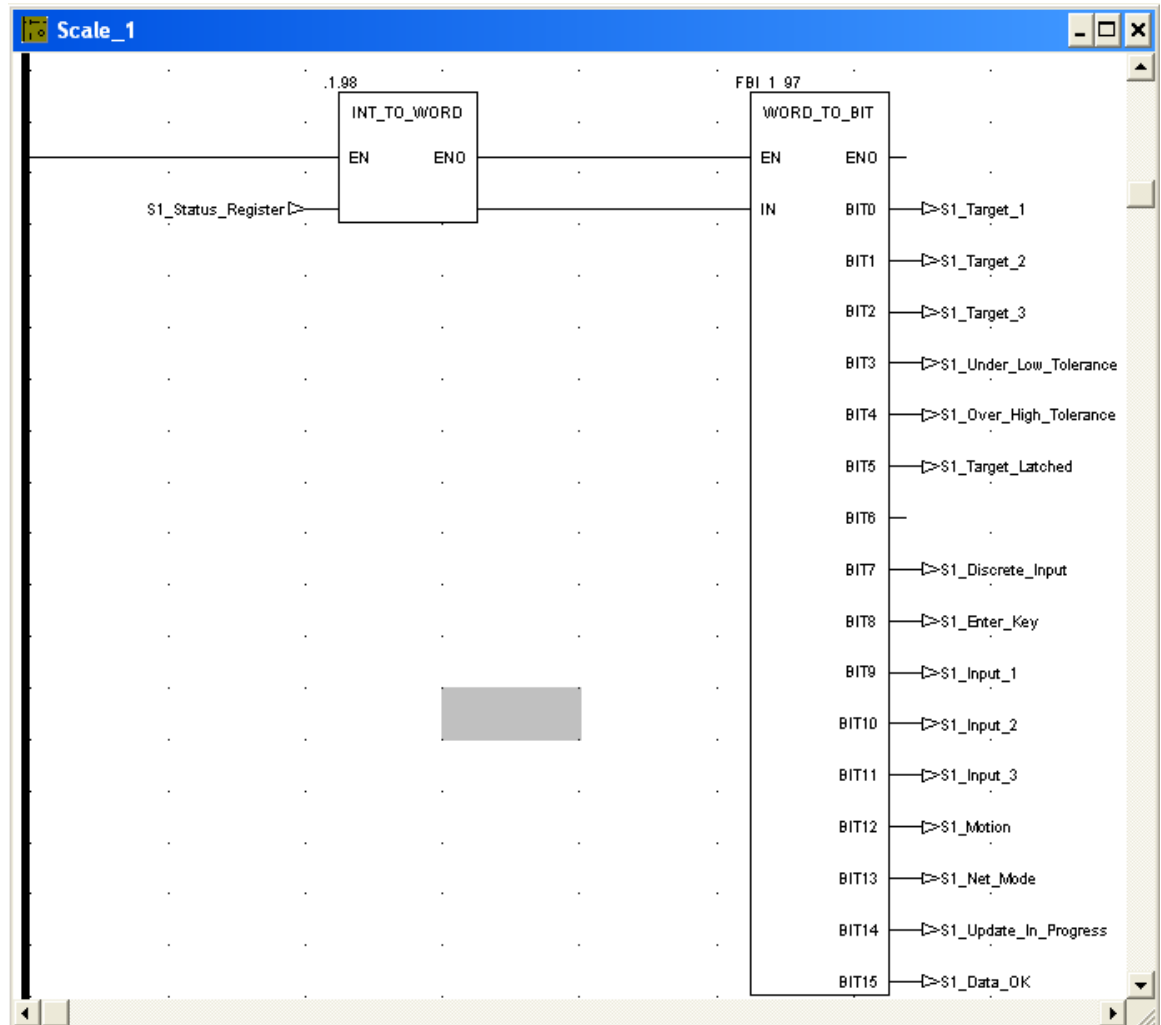 Scale_1
.1.98 FBI_1_97
INT_TO_WORD WORD_TO_BIT
EN ENO EN ENO
S1_Status_Register IN BIT0 S1_Target_1
BIT1 S1_Target_2
BIT2 S1_Target_3
BIT3 S1_Under_Low_Tolerance
BIT4 S1_Over_High_Tolerance
BIT5 S1_Target_Latched
BIT6
BIT7 S1_Discrete_Input
BIT8 S1_Enter_Key
BIT9 S1_Input_1
BIT10 S1_Input_2
BIT11 S1_Input_3
BIT12 S1_Motion
BIT13 S1_Net_Mode
BIT14 S1_Update_In_Progress
BIT15 S1_Data_OK